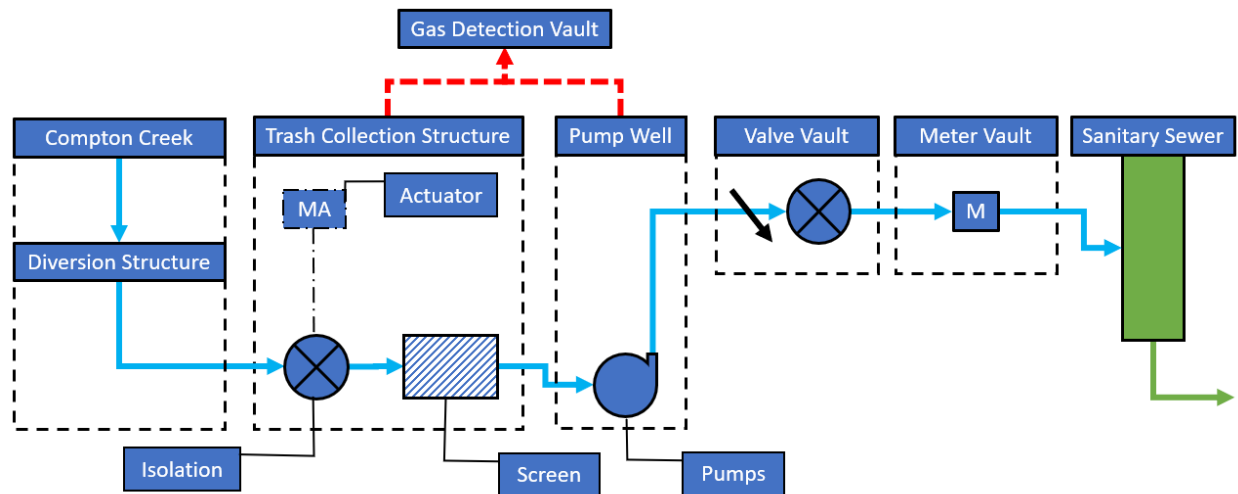 Gas Detection Vault
Compton Creek
Trash Collection Structure
Pump Well
Valve Vault
Meter Vault
Sanitary Sewer
MA
Actuator
M
Diversion Structure
Isolation
Screen
Pumps